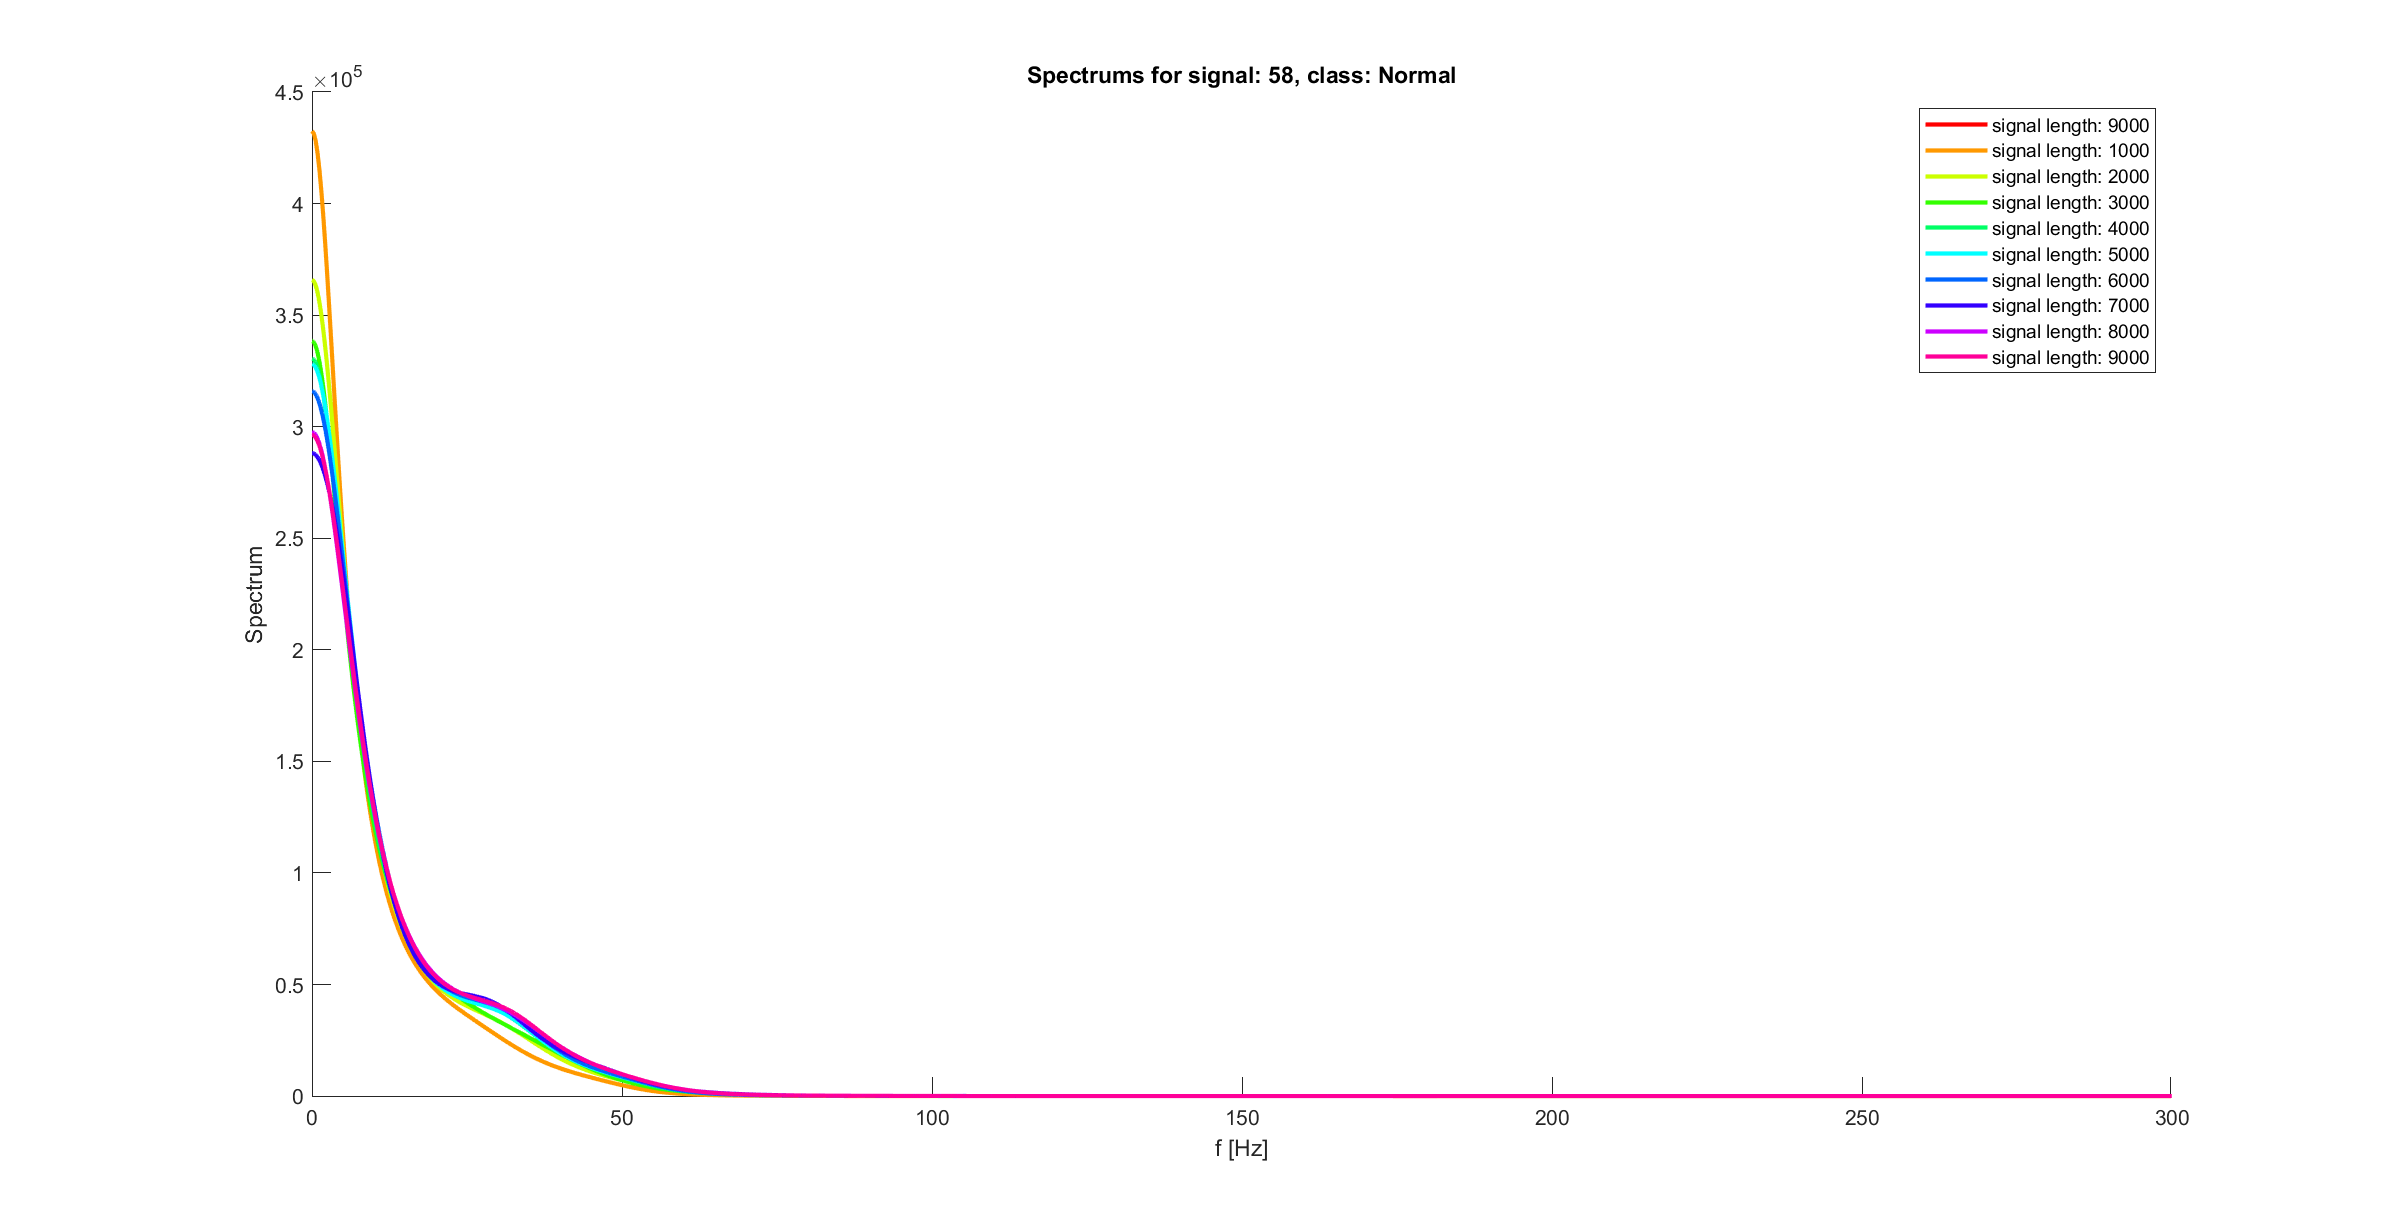 Spectrums for signal: 58, class: Normal
×10^5
4.5
4
3.5
3
2.5
2
1.5
1
0.5
0
Spectrum
0 50 100 150 200 250 300
f [Hz]
signal length: 9000
signal length: 1000
signal length: 2000
signal length: 3000
signal length: 4000
signal length: 5000
signal length: 6000
signal length: 7000
signal length: 8000
signal length: 9000